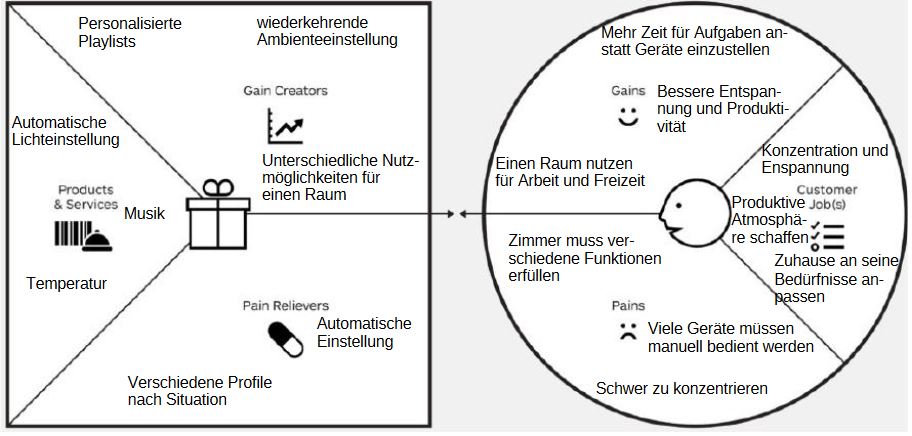 Personalisierte
Playlists
wiederkehrende
Ambienteeinstellung
Gain Creators
Automatische
Lichteinstellung
Unterschiedliche Nutz-
möglichkeiten für
einen Raum
Products
& Services
Musik
Temperatur
Pain Relievers
Automatische
Einstellung
Verschiedene Profile
nach Situation
Mehr Zeit für Aufgaben an-
statt Geräte einzustellen
Gains
Bessere Entspan-
nung und Produkti-
vität
Einen Raum nutzen
für Arbeit und Freizeit
Konzentration und
Enspannung
Customer
Job(s)
Produktive
Atmosphä-
re schaffen
Zuhause an seine
Bedürfnisse an-
passen
Zimmer muss ver-
schiedene Funktionen
erfüllen
Pains
Viele Geräte müssen
manuell bedient werden
Schwer zu konzentrieren